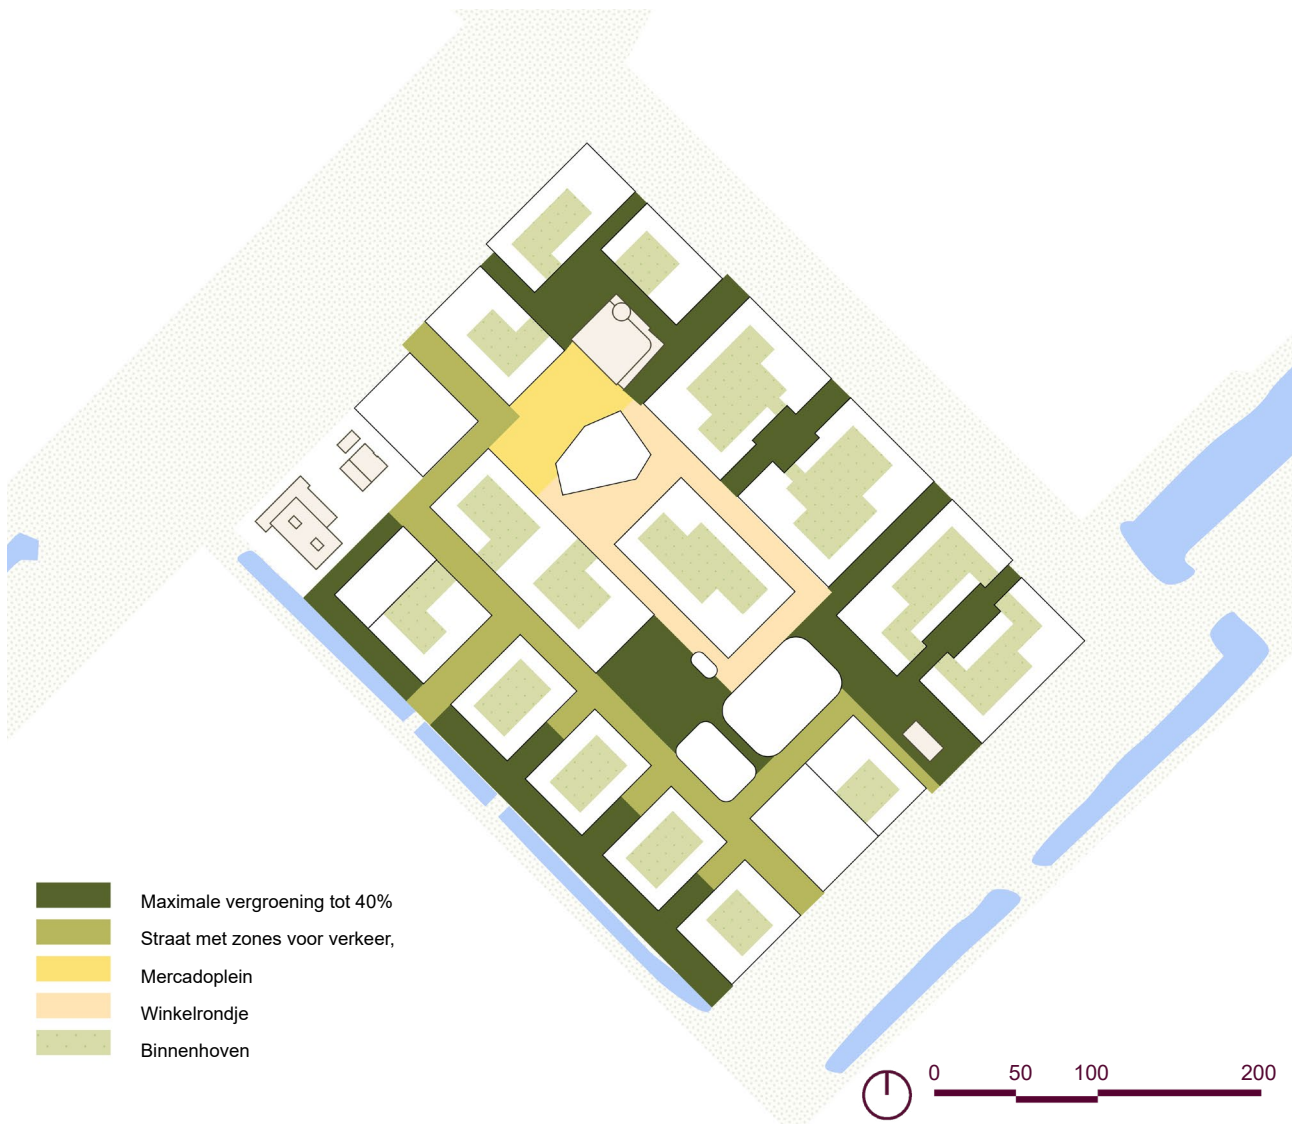 Maximale vergroening tot 40%
Straat met zones voor verkeer,
Mercadoplein
Winkelrondje
Binnenhoven
0 50 100 200